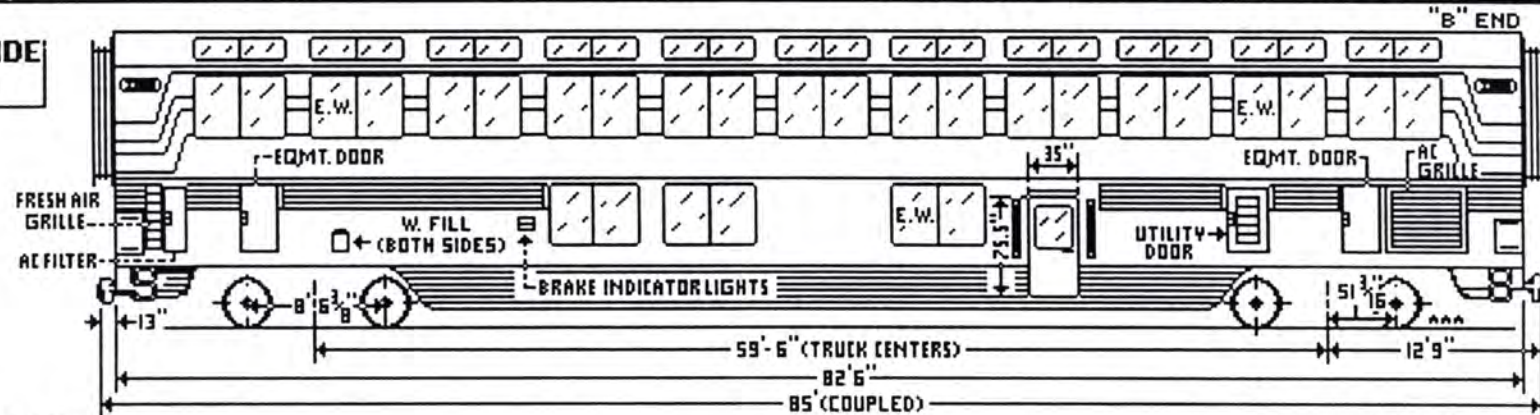 "B" END
IDE
E.W.
E.W.
EQMT. DOOR
35"
EQMT. DOOR
AC
GRILLE
FRESH AIR
GRILLE
W. FILL
(BOTH SIDES)
E.W.
75.5"
UTILITY
DOOR
AC FILTER
BRAKE INDICATOR LIGHTS
8' 6 3/8"
51 3/16"
13"
59'-6" (TRUCK CENTERS)
12'9"
82'6"
85' (COUPLED)